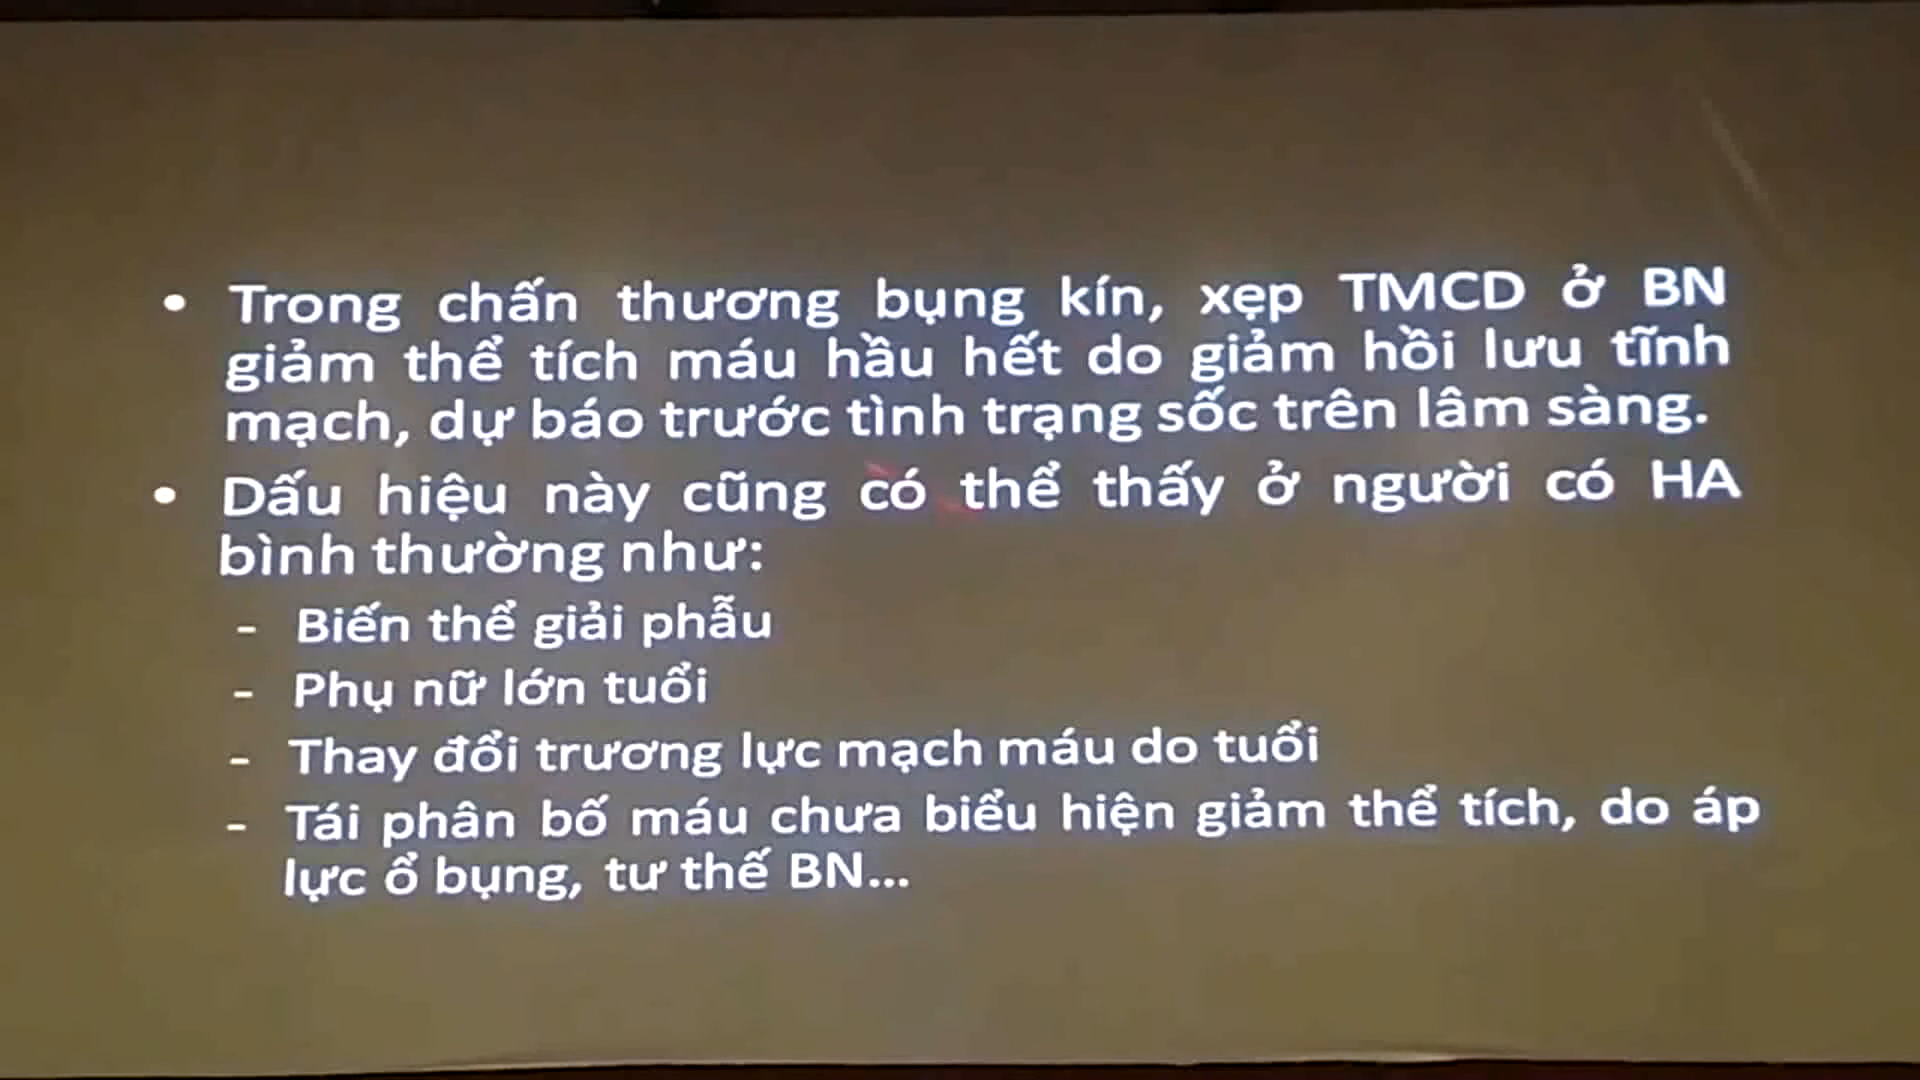 • Trong chấn thương bụng kín, xẹp TMCD ở BN
giảm thể tích máu hầu hết do giảm hồi lưu tĩnh
mạch, dự báo trước tình trạng sốc trên lâm sàng.
• Dấu hiệu này cũng có thể thấy ở người có HA
bình thường như:
- Biến thể giải phẫu
- Phụ nữ lớn tuổi
- Thay đổi trương lực mạch máu do tuổi
- Tái phân bố máu chưa biểu hiện giảm thể tích, do áp
lực ổ bụng, tư thế BN...